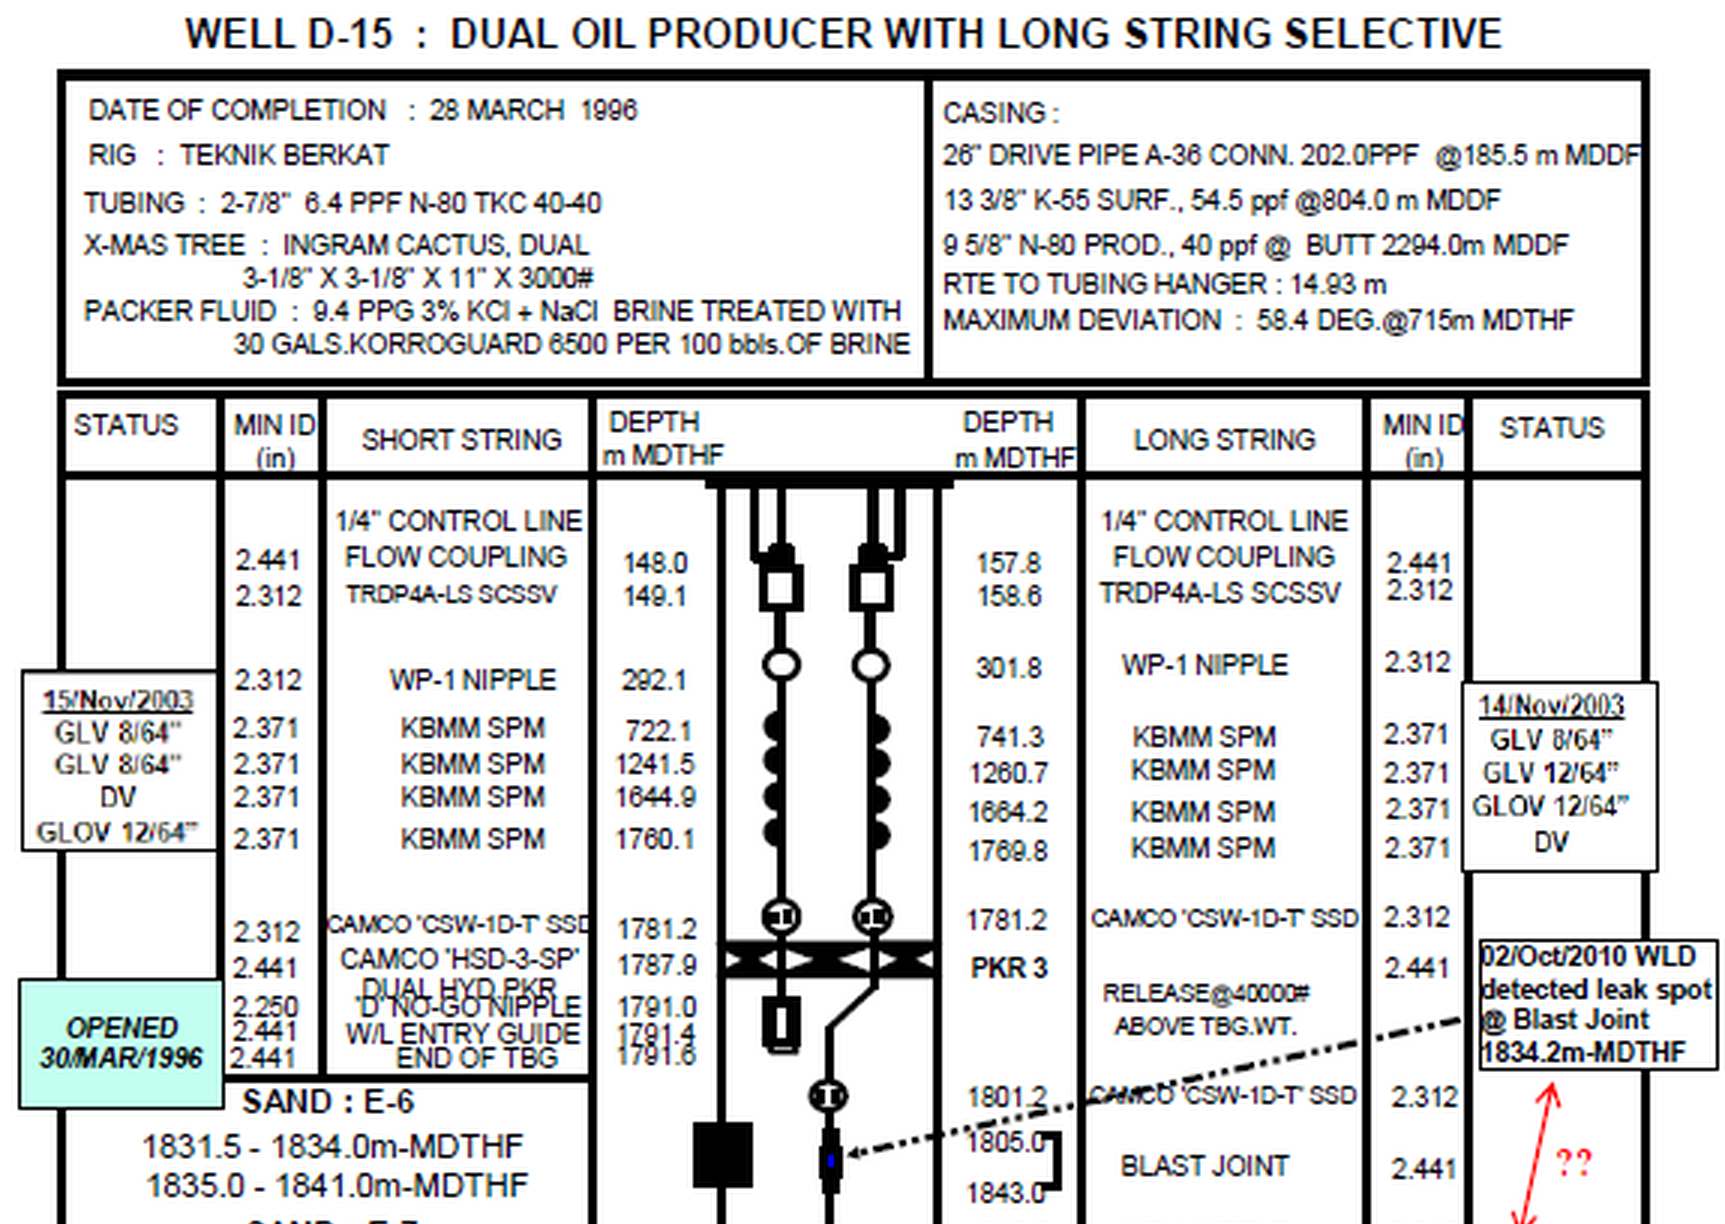 WELL D-15 : DUAL OIL PRODUCER WITH LONG STRING SELECTIVE
DATE OF COMPLETION : 28 MARCH 1996
RIG : TEKNIK BERKAT
TUBING : 2-7/8" 6.4 PPF N-80 TKC 40-40
X-MAS TREE : INGRAM CACTUS, DUAL
3-1/8" X 3-1/8" X 11" X 3000#
PACKER FLUID : 9.4 PPG 3% KCl + NaCl BRINE TREATED WITH
30 GALS.KORROGUARD 6500 PER 100 bbls.OF BRINE
CASING :
26" DRIVE PIPE A-36 CONN. 202.0PPF @185.5 m MDDF
13 3/8" K-55 SURF., 54.5 ppf @804.0 m MDDF
9 5/8" N-80 PROD., 40 ppf @ BUTT 2294.0m MDDF
RTE TO TUBING HANGER : 14.93 m
MAXIMUM DEVIATION : 58.4 DEG.@715m MDTHF
STATUS MIN ID SHORT STRING DEPTH DEPTH LONG STRING MIN ID STATUS
(in) m MDTHF m MDTHF (in)
1/4" CONTROL LINE 1/4" CONTROL LINE
2.441 FLOW COUPLING 148.0 157.8 FLOW COUPLING 2.441
2.312 TRDP4A-LS SCSSV 149.1 158.6 TRDP4A-LS SCSSV 2.312
2.312 WP-1 NIPPLE 292.1 301.8 WP-1 NIPPLE 2.312
15/Nov/2003 14/Nov/2003
GLV 8/64" 2.371 KBMM SPM 722.1 741.3 KBMM SPM 2.371 GLV 8/64"
GLV 8/64" 2.371 KBMM SPM 1241.5 1260.7 KBMM SPM 2.371 GLV 12/64"
DV 2.371 KBMM SPM 1644.9 1664.2 KBMM SPM 2.371 GLOV 12/64"
GLOV 12/64" 2.371 KBMM SPM 1760.1 1769.8 KBMM SPM 2.371 DV
2.312 CAMCO 'CSW-1D-T' SSD 1781.2 1781.2 CAMCO 'CSW-1D-T' SSD 2.312
2.441 CAMCO 'HSD-3-SP' 1787.9 PKR 3 2.441
DUAL HYD PKR
2.250 'D' NO-GO NIPPLE 1791.0 RELEASE@40000#
2.441 W/L ENTRY GUIDE 1791.4 ABOVE TBG.WT.
2.441 END OF TBG 1791.6
OPENED
30/MAR/1996
02/Oct/2010 WLD
detected leak spot
@ Blast Joint
1834.2m-MDTHF
SAND : E-6
1831.5 - 1834.0m-MDTHF
1835.0 - 1841.0m-MDTHF
1801.2 CAMCO 'CSW-1D-T' SSD 2.312
1805.0
BLAST JOINT 2.441
1843.0
??